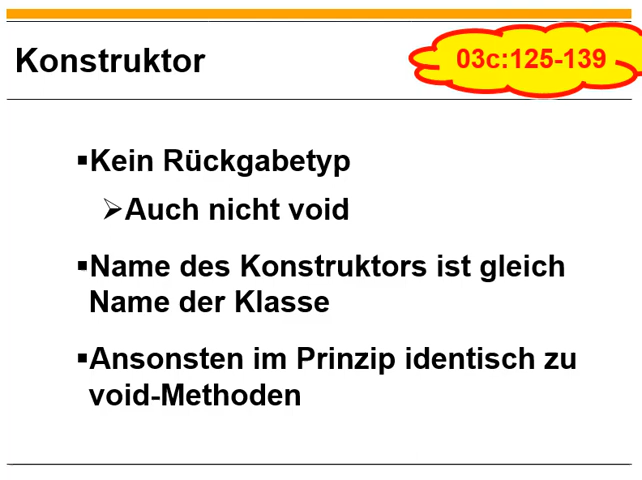 Konstruktor
03c:125-139
▪Kein Rückgabetyp
➢Auch nicht void
▪Name des Konstruktors ist gleich
Name der Klasse
▪Ansonsten im Prinzip identisch zu
void-Methoden